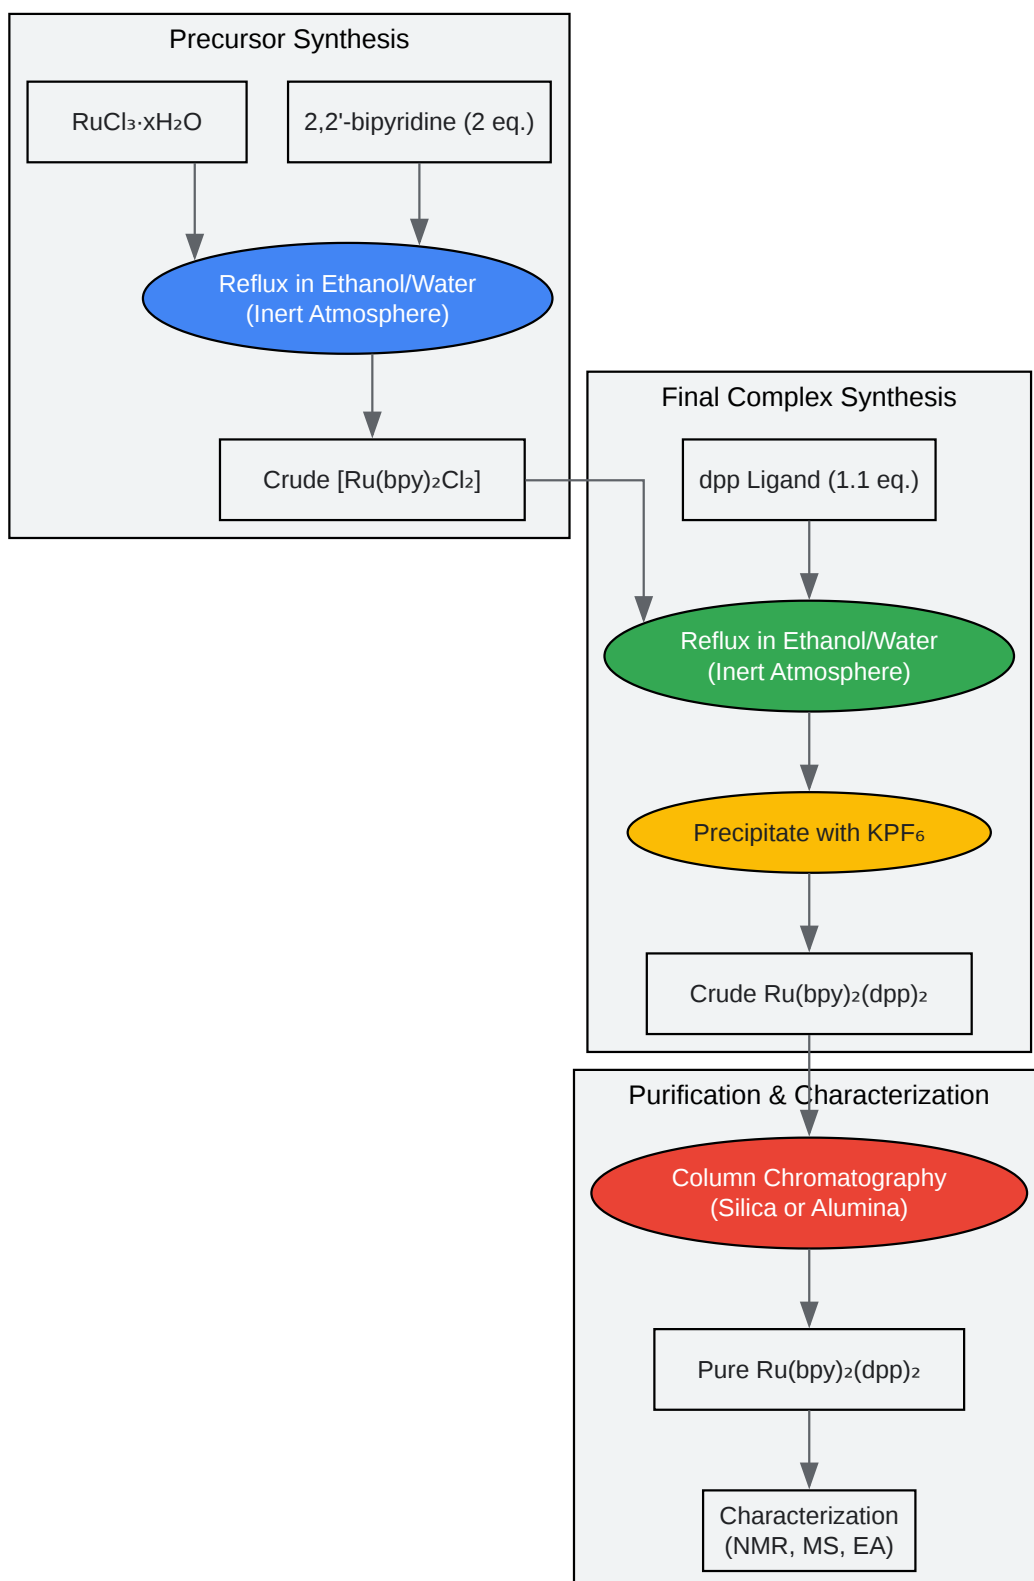 Precursor Synthesis
RuCl₃·xH₂O
2,2'-bipyridine (2 eq.)
Reflux in Ethanol/Water
(Inert Atmosphere)
Crude [Ru(bpy)₂Cl₂]
Final Complex Synthesis
dpp Ligand (1.1 eq.)
Reflux in Ethanol/Water
(Inert Atmosphere)
Precipitate with KPF₆
Crude Ru(bpy)₂(dpp)₂
Purification & Characterization
Column Chromatography
(Silica or Alumina)
Pure Ru(bpy)₂(dpp)₂
Characterization
(NMR, MS, EA)